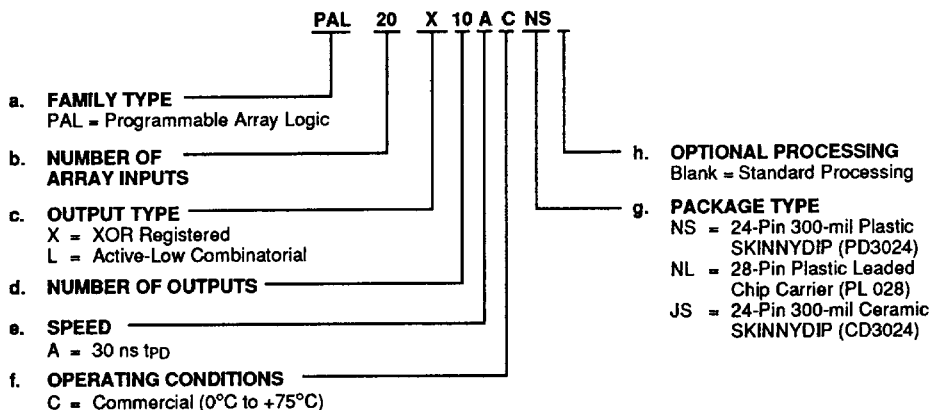 PAL 20 X 10 A C NS
a. FAMILY TYPE
PAL = Programmable Array Logic
b. NUMBER OF
ARRAY INPUTS
c. OUTPUT TYPE
X = XOR Registered
L = Active-Low Combinatorial
d. NUMBER OF OUTPUTS
e. SPEED
A = 30 ns tPD
f. OPERATING CONDITIONS
C = Commercial (0°C to +75°C)
h. OPTIONAL PROCESSING
Blank = Standard Processing
g. PACKAGE TYPE
NS = 24-Pin 300-mil Plastic
SKINNYDIP (PD3024)
NL = 28-Pin Plastic Leaded
Chip Carrier (PL 028)
JS = 24-Pin 300-mil Ceramic
SKINNYDIP (CD3024)